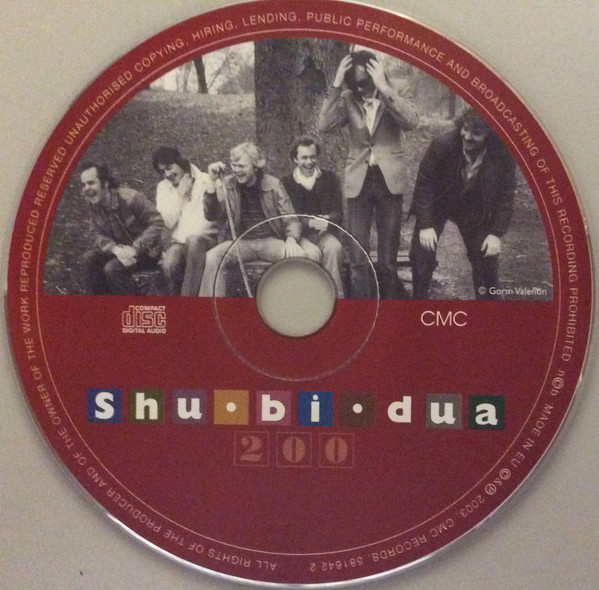 ALL RIGHTS OF THE PRODUCER AND OF THE OWNER OF THE WORK REPRODUCED RESERVED UNAUTHORISED COPYING, HIRING, LENDING, PUBLIC PERFORMANCE AND BROADCASTING OF THIS RECORDING PROHIBITED n©b MADE IN EU ©&℗ 2003, CMC RECORDS. 581642 2
© Gorm Valentin
COMPACT
disc
DIGITAL AUDIO
CMC
Shu·bi·dua
200